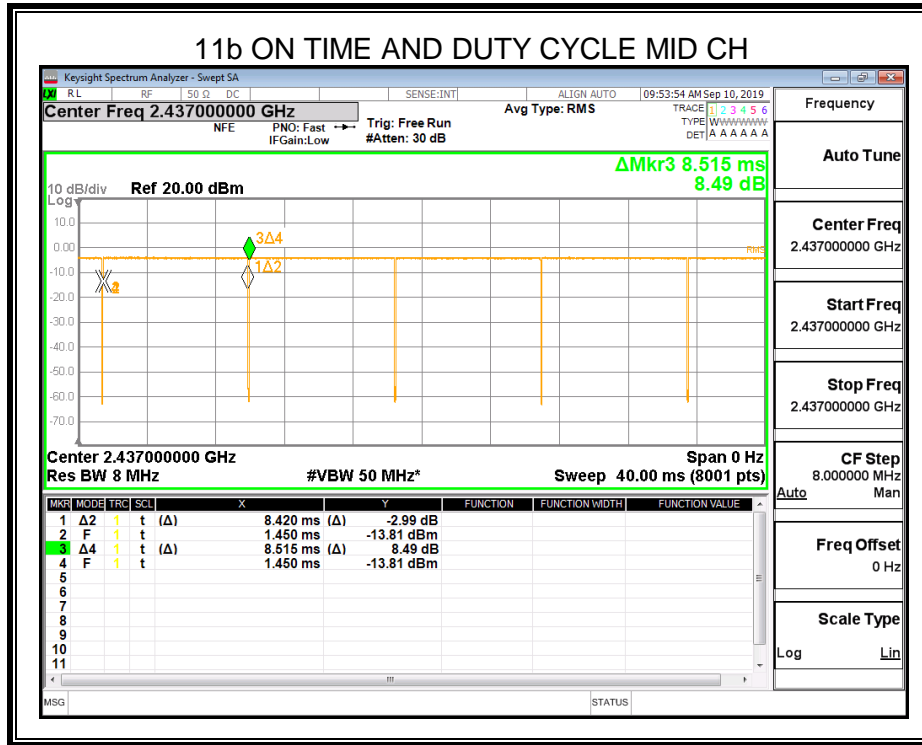 11b ON TIME AND DUTY CYCLE MID CH
Keysight Spectrum Analyzer - Swept SA
LXI RL RF 50 Ω DC SENSE:INT ALIGN AUTO 09:53:54 AM Sep 10, 2019
Center Freq 2.437000000 GHz
Avg Type: RMS
TRACE 1 2 3 4 5 6
NFE PNO: Fast Trig: Free Run
TYPE WWWWWW
IFGain:Low #Atten: 30 dB
DET A A A A A A
ΔMkr3 8.515 ms
8.49 dB
10 dB/div Ref 20.00 dBm
Log
10.0
0.00
-10.0
-20.0
-30.0
-40.0
-50.0
-60.0
-70.0
3Δ4
1Δ2
RMS
Center 2.437000000 GHz Span 0 Hz
Res BW 8 MHz #VBW 50 MHz* Sweep 40.00 ms (8001 pts)
MKR MODE TRC SCL X Y FUNCTION FUNCTION WIDTH FUNCTION VALUE
1 Δ2 1 t (Δ) 8.420 ms (Δ) -2.99 dB
2 F 1 t 1.450 ms -13.81 dBm
3 Δ4 1 t (Δ) 8.515 ms (Δ) 8.49 dB
4 F 1 t 1.450 ms -13.81 dBm
5
6
7
8
9
10
11
MSG STATUS
Frequency
Auto Tune
Center Freq
2.437000000 GHz
Start Freq
2.437000000 GHz
Stop Freq
2.437000000 GHz
CF Step
8.000000 MHz
Auto Man
Freq Offset
0 Hz
Scale Type
Log Lin